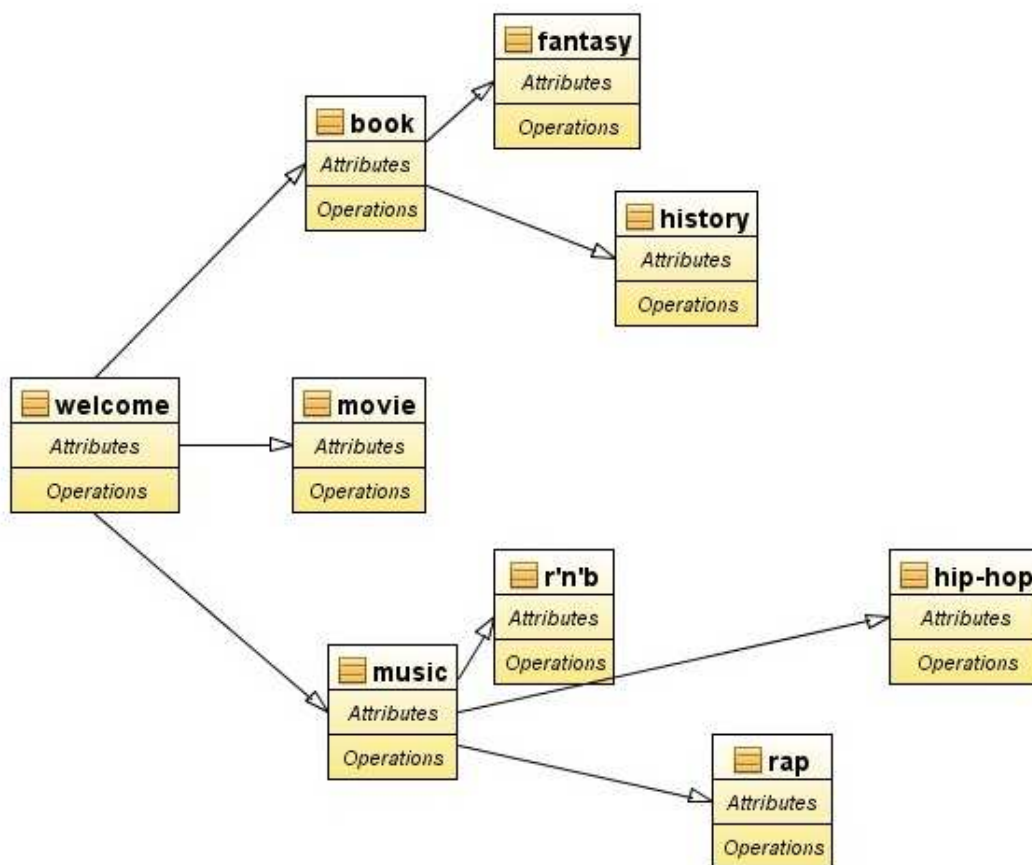 fantasy
Attributes
Operations
book
Attributes
Operations
history
Attributes
Operations
welcome
Attributes
Operations
movie
Attributes
Operations
r'n'b
Attributes
Operations
hip-hop
Attributes
Operations
music
Attributes
Operations
rap
Attributes
Operations